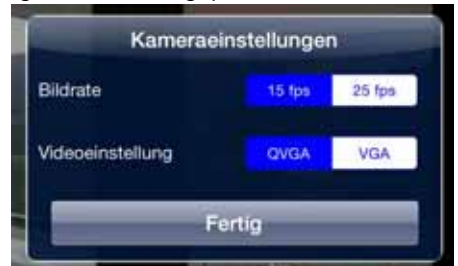 Kameraeinstellungen
Bildrate 15 fps 25 fps
Videoeinstellung QVGA VGA
Fertig